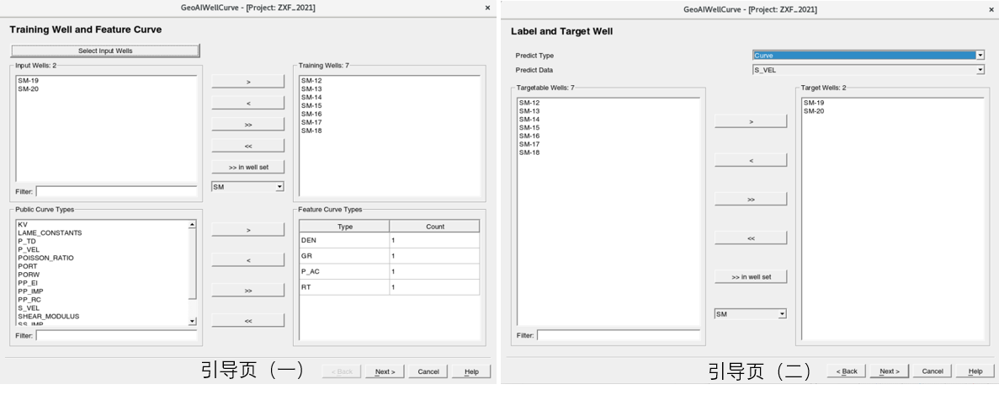 GeoAIWellCurve - [Project: ZXF_2021]
×
Training Well and Feature Curve
Select Input Wells
Input Wells: 2
SM-19
SM-20
Filter:
>
<
>>
<<
>> in well set
SM
Training Wells: 7
SM-12
SM-13
SM-14
SM-15
SM-16
SM-17
SM-18
Public Curve Types
KV
LAME_CONSTANTS
P_TD
P_VEL
POISSON_RATIO
PORT
PORW
PP_EI
PP_IMP
PP_RC
S_VEL
SHEAR_MODULUS
SS_IMP
Filter:
>
<
>>
<<
Feature Curve Types
Type Count
DEN 1
GR 1
P_AC 1
RT 1
引导页（一）
< Back
Next >
Cancel
Help
GeoAIWellCurve - [Project: ZXF_2021]
×
Label and Target Well
Predict Type Curve
Predict Data S_VEL
Targetable Wells: 7
SM-12
SM-13
SM-14
SM-15
SM-16
SM-17
SM-18
Filter:
>
<
>>
<<
>> in well set
SM
Target Wells: 2
SM-19
SM-20
引导页（二）
< Back
Next >
Cancel
Help